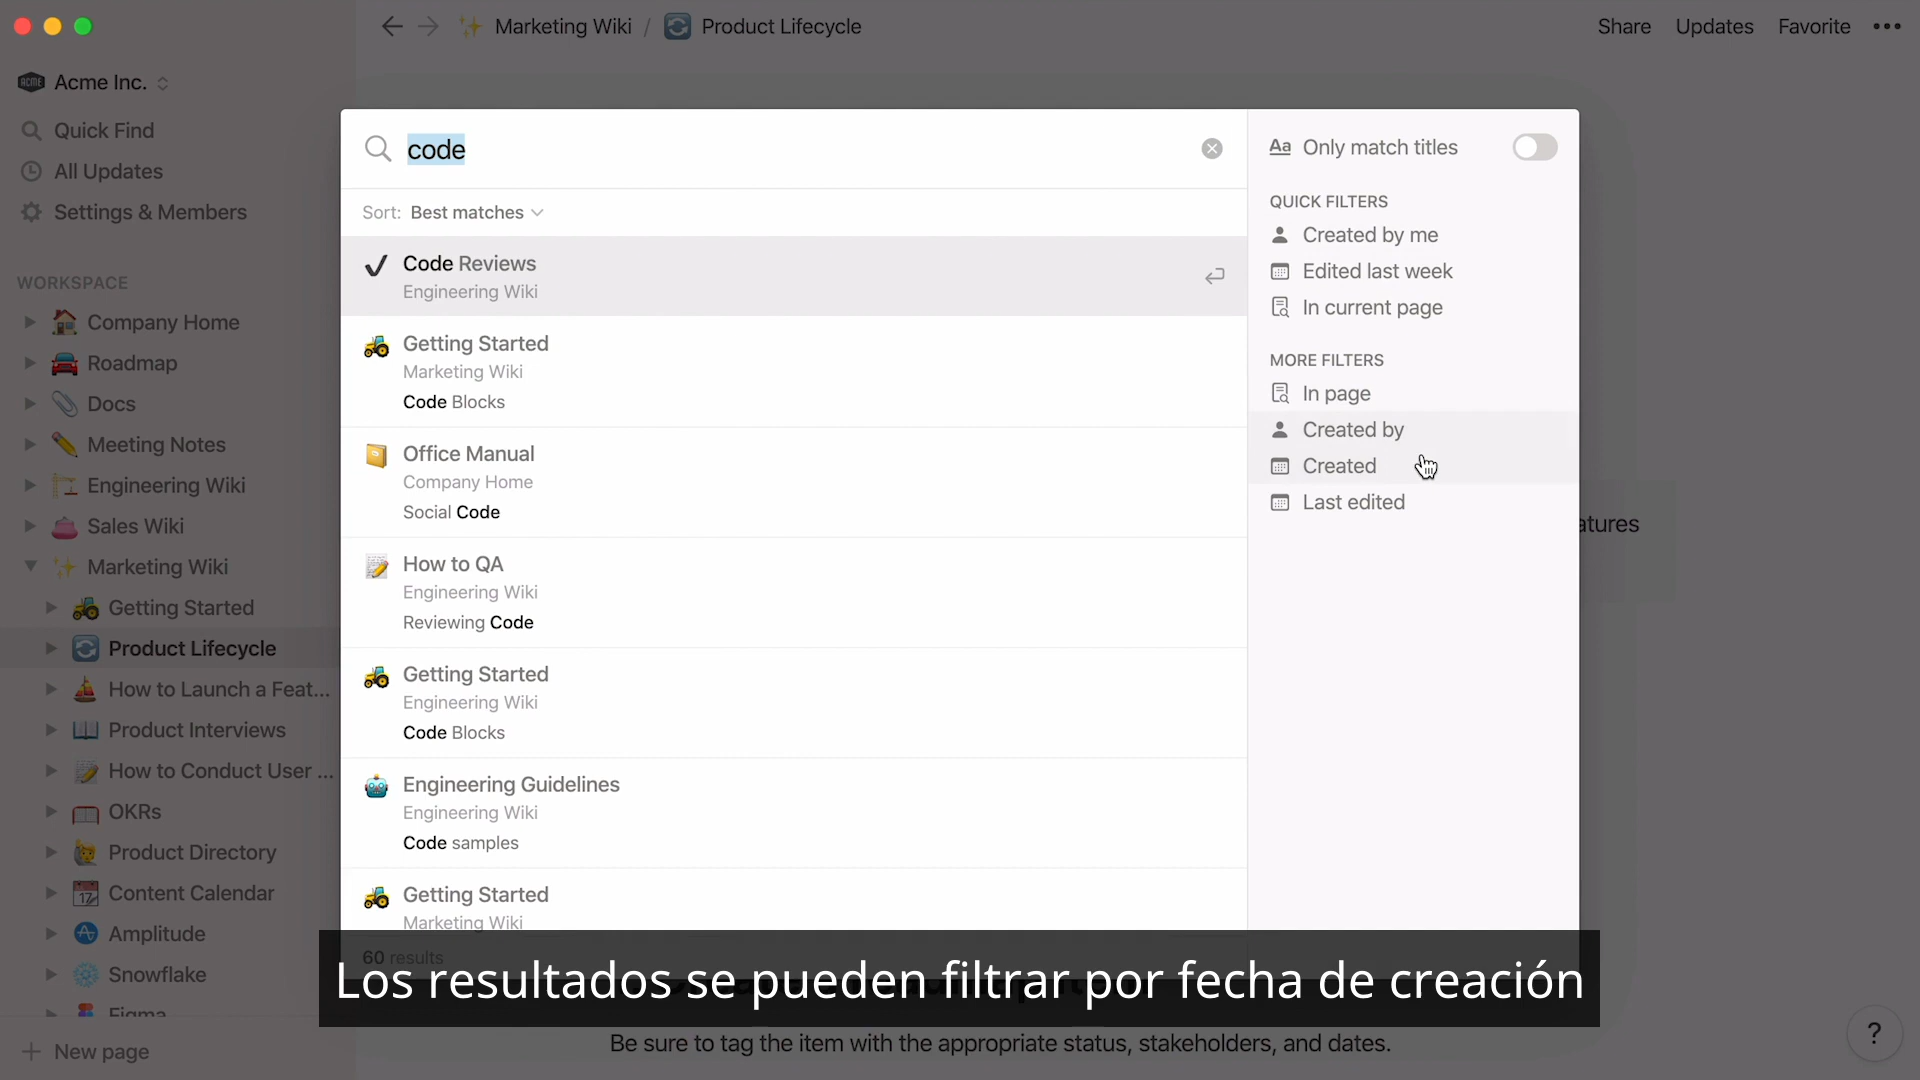 Marketing Wiki / Product Lifecycle
Share Updates Favorite
ACME Acme Inc.
Quick Find
All Updates
Settings & Members
WORKSPACE
Company Home
Roadmap
Docs
Meeting Notes
Engineering Wiki
Sales Wiki
Marketing Wiki
Getting Started
Product Lifecycle
How to Launch a Feat...
Product Interviews
How to Conduct User ...
OKRs
Product Directory
17 Content Calendar
Amplitude
Snowflake
Figma
New page
code
Sort: Best matches
Code Reviews
Engineering Wiki
Getting Started
Marketing Wiki
Code Blocks
Office Manual
Company Home
Social Code
How to QA
Engineering Wiki
Reviewing Code
Getting Started
Engineering Wiki
Code Blocks
Engineering Guidelines
Engineering Wiki
Code samples
Getting Started
Marketing Wiki
60 results
Aa Only match titles
QUICK FILTERS
Created by me
Edited last week
In current page
MORE FILTERS
In page
Created by
Created
Last edited
Los resultados se pueden filtrar por fecha de creación
Be sure to tag the item with the appropriate status, stakeholders, and dates.
?